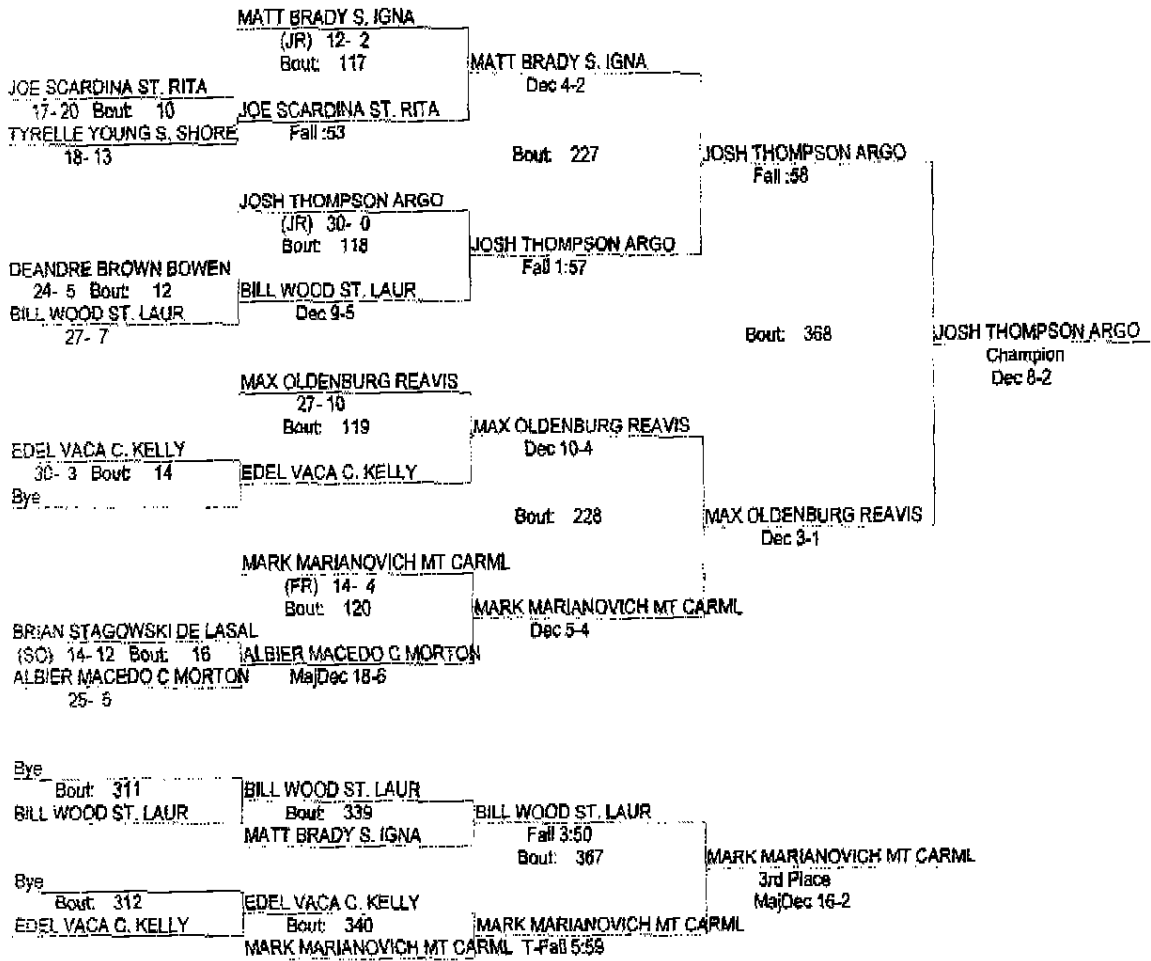 MATT BRADY S. IGNA
(JR) 12- 2
Bout: 117
MATT BRADY S. IGNA
Dec 4-2
JOE SCARDINA ST. RITA
17-20 Bout: 10
JOE SCARDINA ST. RITA
Fall :53
TYRELLE YOUNG S. SHORE
18- 13
Bout: 227
JOSH THOMPSON ARGO
Fall :58
JOSH THOMPSON ARGO
(JR) 30- 0
Bout: 118
JOSH THOMPSON ARGO
Fall 1:57
DEANDRE BROWN BOWEN
24- 5 Bout: 12
BILL WOOD ST. LAUR
Dec 9-5
BILL WOOD ST. LAUR
27- 7
Bout: 368
JOSH THOMPSON ARGO
Champion
Dec 8-2
MAX OLDENBURG REAVIS
27- 10
Bout: 119
MAX OLDENBURG REAVIS
Dec 10-4
EDEL VACA C. KELLY
30- 3 Bout: 14
EDEL VACA C. KELLY
Bye
Bout: 228
MAX OLDENBURG REAVIS
Dec 3-1
MARK MARIANOVICH MT CARML
(FR) 14- 4
Bout: 120
MARK MARIANOVICH MT CARML
Dec 5-4
BRIAN STAGOWSKI DE LASAL
(SO) 14-12 Bout: 16
ALBIER MACEDO C MORTON
MajDec 18-6
ALBIER MACEDO C MORTON
25- 6
Bye
Bout: 311
BILL WOOD ST. LAUR
BILL WOOD ST. LAUR
Bout: 339
MATT BRADY S. IGNA
BILL WOOD ST. LAUR
Fall 3:50
Bout: 367
MARK MARIANOVICH MT CARML
3rd Place
MajDec 16-2
Bye
Bout: 312
EDEL VACA C. KELLY
EDEL VACA C. KELLY
Bout: 340
MARK MARIANOVICH MT CARML
MARK MARIANOVICH MT CARML T-Fall 5:59